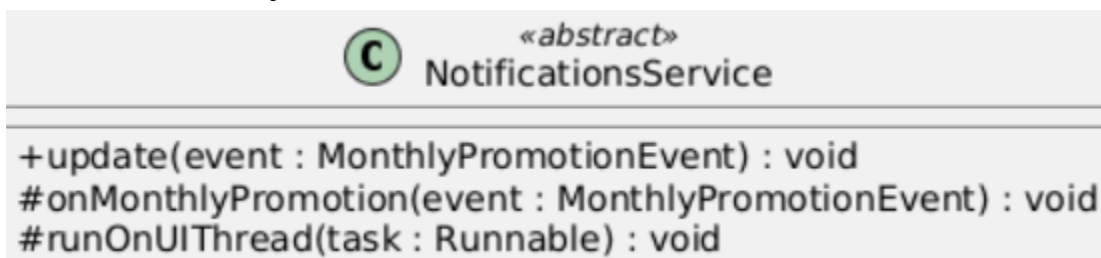 «abstract»
C NotificationsService
+update(event : MonthlyPromotionEvent) : void
#onMonthlyPromotion(event : MonthlyPromotionEvent) : void
#runOnUIThread(task : Runnable) : void